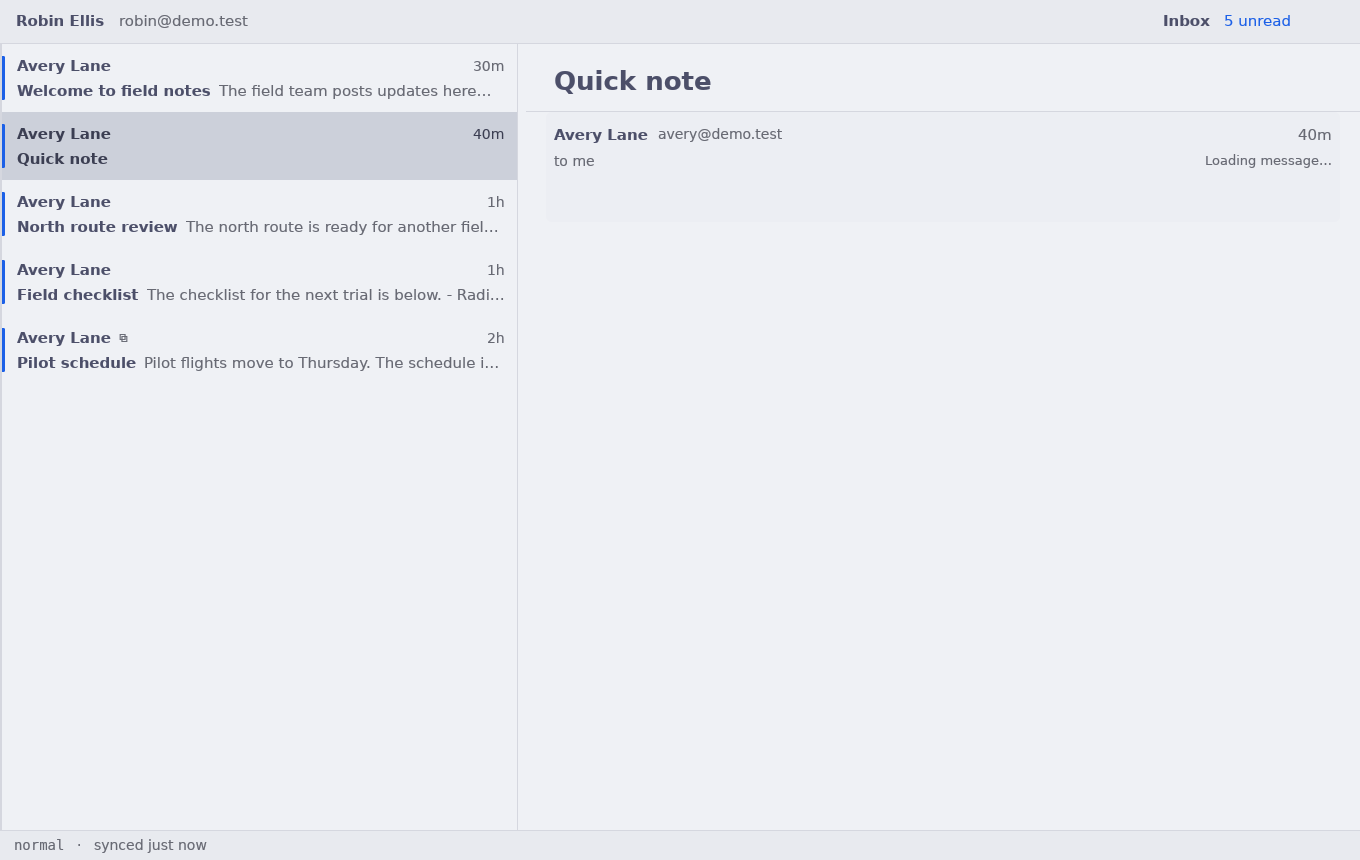 Robin Ellis robin@demo.test Inbox 5 unread
Avery Lane 30m
Welcome to field notes The field team posts updates here…
Avery Lane 40m
Quick note
Avery Lane 1h
North route review The north route is ready for another fiel…
Avery Lane 1h
Field checklist The checklist for the next trial is below. - Radi…
Avery Lane 2h
Pilot schedule Pilot flights move to Thursday. The schedule i…
Quick note
Avery Lane avery@demo.test 40m
to me Loading message…
normal · synced just now